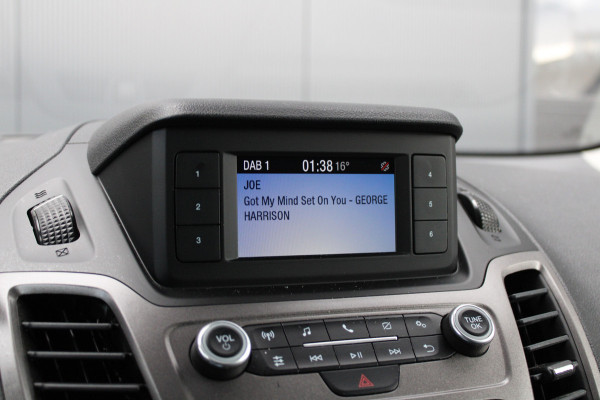 DAB 1 01:38 16°
JOE
Got My Mind Set On You - GEORGE
HARRISON
1
2
3
4
5
6
VOL
TUNE
OK